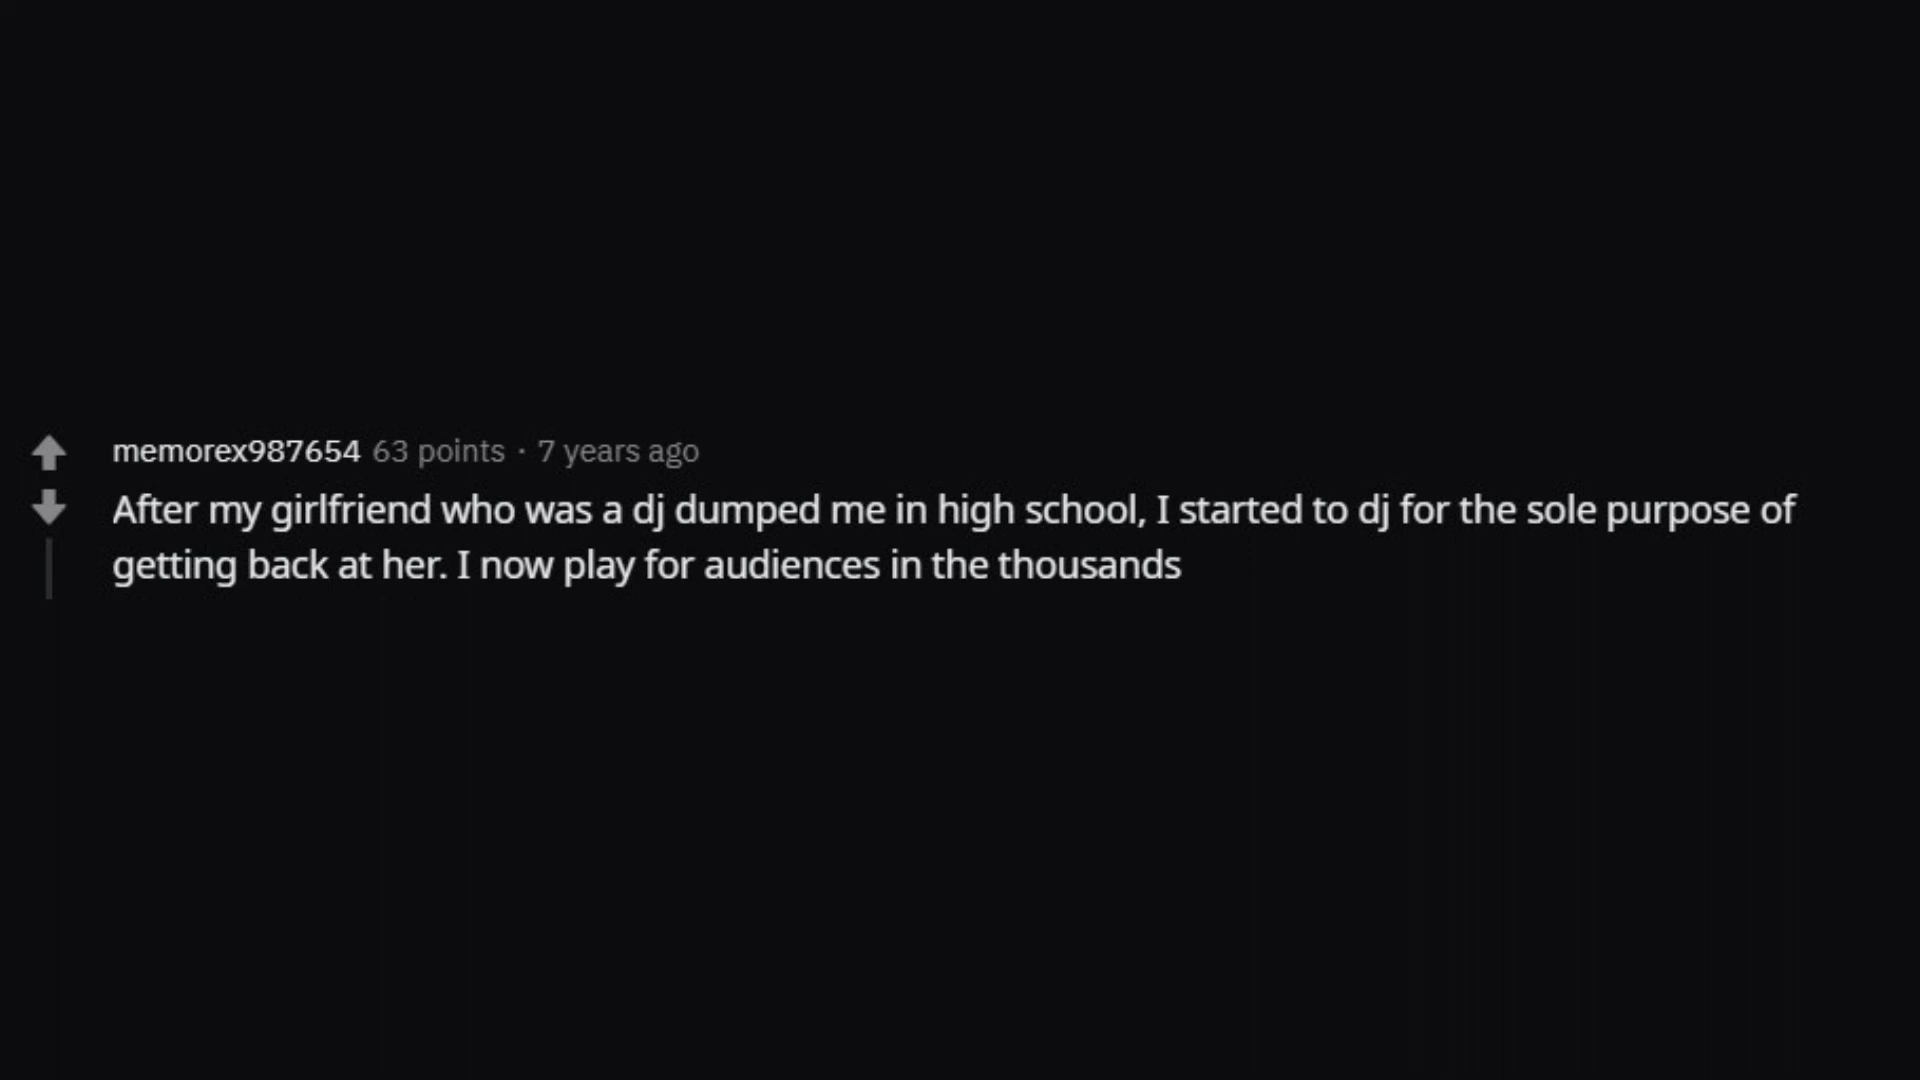 memorex987654 63 points · 7 years ago
After my girlfriend who was a dj dumped me in high school, I started to dj for the sole purpose of
getting back at her. I now play for audiences in the thousands